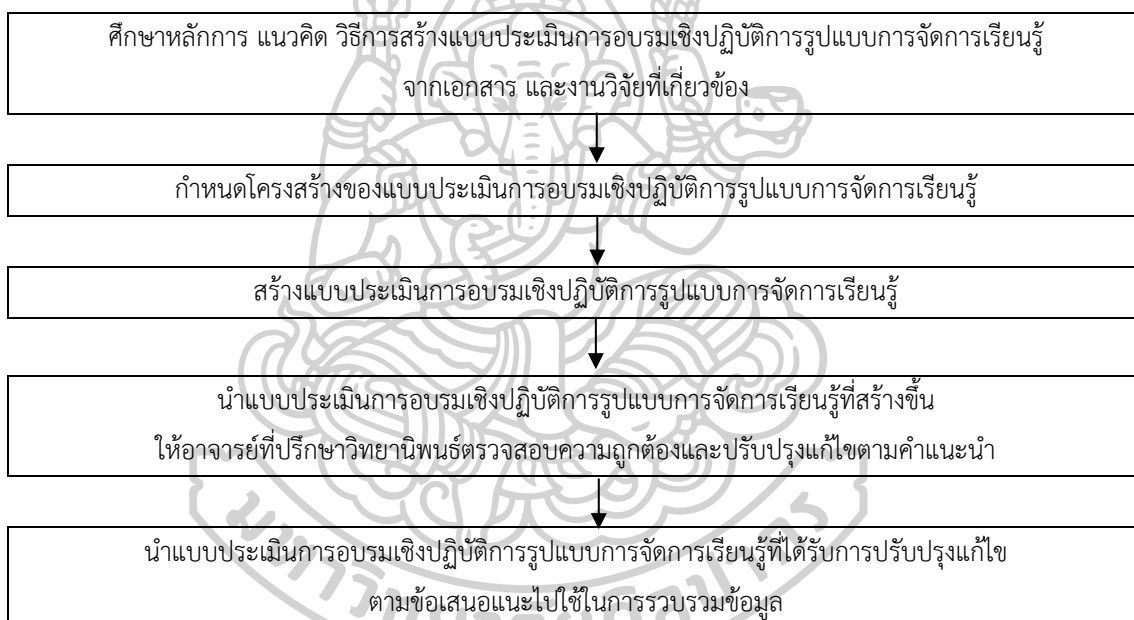 ศึกษาหลักการ แนวคิด วิธีการสร้างแบบประเมินการอบรมเชิงปฏิบัติการรูปแบบการจัดการเรียนรู้
จากเอกสาร และงานวิจัยที่เกี่ยวข้อง
กำหนดโครงสร้างของแบบประเมินการอบรมเชิงปฏิบัติการรูปแบบการจัดการเรียนรู้
สร้างแบบประเมินการอบรมเชิงปฏิบัติการรูปแบบการจัดการเรียนรู้
นำแบบประเมินการอบรมเชิงปฏิบัติการรูปแบบการจัดการเรียนรู้ที่สร้างขึ้น
ให้อาจารย์ที่ปรึกษาวิทยานิพนธ์ตรวจสอบความถูกต้องและปรับปรุงแก้ไขตามคำแนะนำ
นำแบบประเมินการอบรมเชิงปฏิบัติการรูปแบบการจัดการเรียนรู้ที่ได้รับการปรับปรุงแก้ไข
ตามข้อเสนอแนะไปใช้ในการรวบรวมข้อมูล